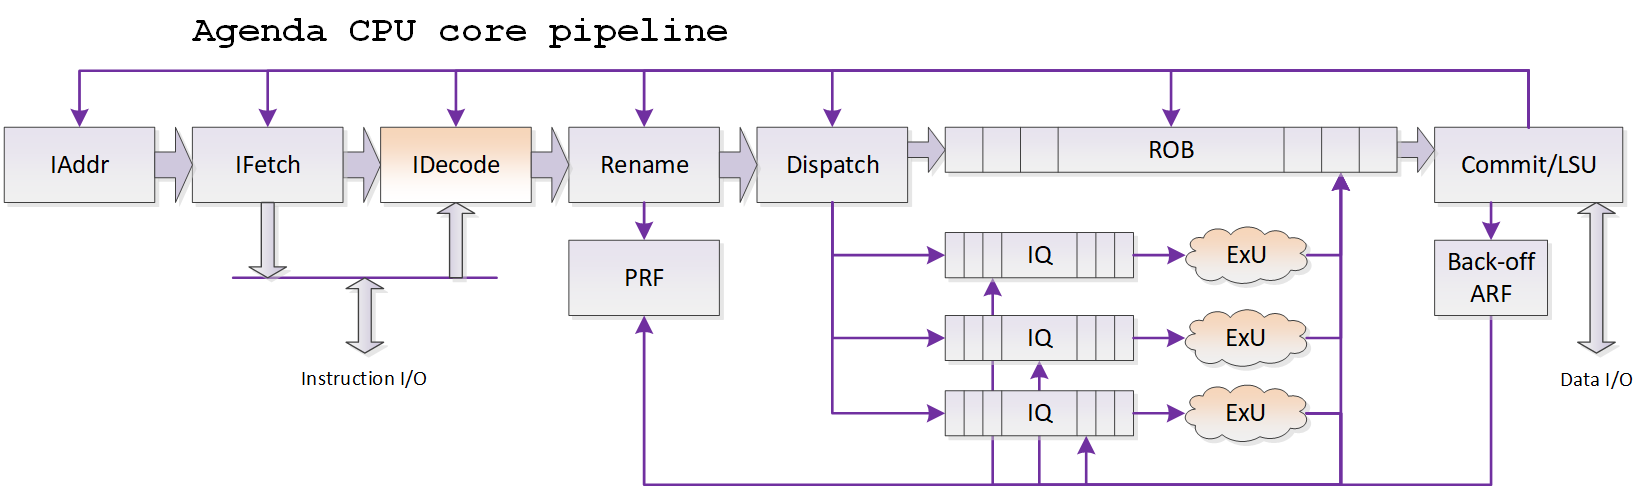 Agenda CPU core pipeline
IAddr
IFetch
IDecode
Rename
Dispatch
ROB
Commit/LSU
PRF
IQ
ExU
Back-off
ARF
IQ
ExU
Instruction I/O
Data I/O
IQ
ExU